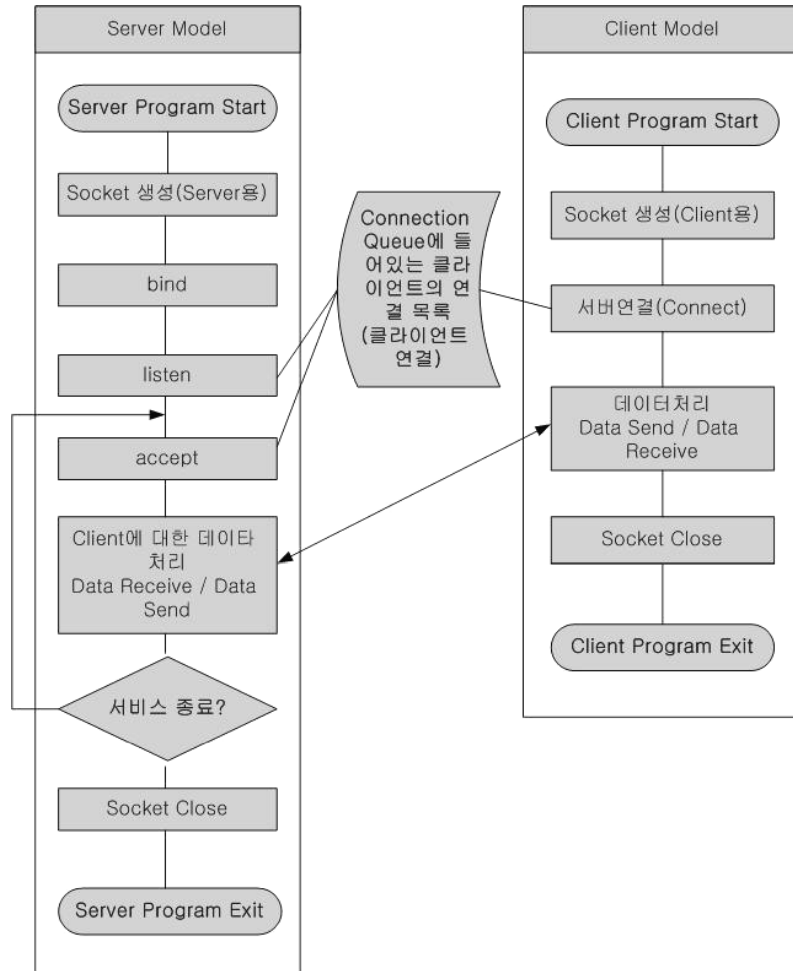 Server Model
Server Program Start
Socket 생성(Server용)
bind
listen
accept
Client에 대한 데이타
처리
Data Receive / Data
Send
서비스 종료?
Socket Close
Server Program Exit
Connection
Queue에 들
어있는 클라
이언트의 연
결 목록
(클라이언트
연결)
Client Model
Client Program Start
Socket 생성(Client용)
서버연결(Connect)
데이터처리
Data Send / Data
Receive
Socket Close
Client Program Exit